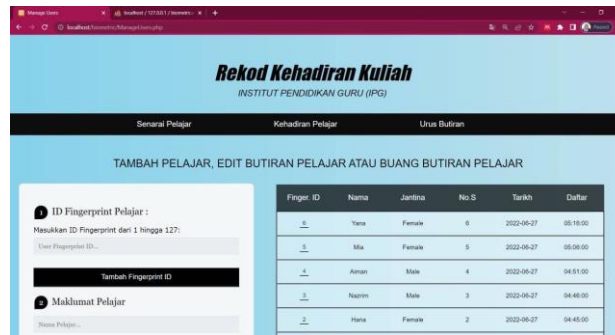 Manage Users
localhost / 127.0.0.1 / biometric
localhost/biometric/ManageUsers.php
Paused
Rekod Kehadiran Kuliah
INSTITUT PENDIDIKAN GURU (IPG)
Senarai Pelajar Kehadiran Pelajar Urus Butiran
TAMBAH PELAJAR, EDIT BUTIRAN PELAJAR ATAU BUANG BUTIRAN PELAJAR
1 ID Fingerprint Pelajar :
Masukkan ID Fingerprint dari 1 hingga 127:
User Fingerprint ID...
Tambah Fingerprint ID
2 Maklumat Pelajar
Nama Pelajar...
Finger. ID Nama Jantina No.S Tarikh Daftar
6 Yana Female 6 2022-06-27 05:16:00
5 Mia Female 5 2022-06-27 05:06:00
4 Aiman Male 4 2022-06-27 04:51:00
3 Nazrim Male 3 2022-06-27 04:46:00
2 Hana Female 2 2022-06-27 04:45:00